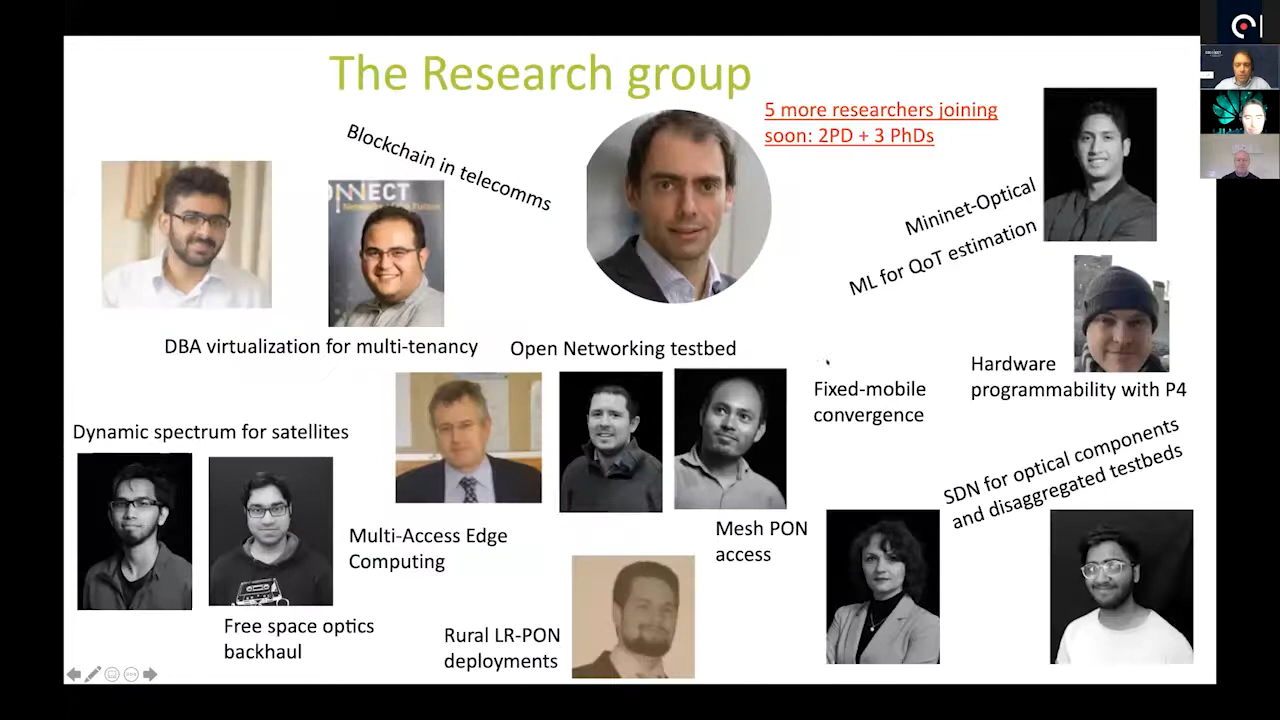 The Research group
5 more researchers joining
soon: 2PD + 3 PhDs
Blockchain in telecomms
Mininet-Optical
ML for QoT estimation
DBA virtualization for multi-tenancy
Open Networking testbed
Hardware
programmability with P4
Fixed-mobile
convergence
Dynamic spectrum for satellites
SDN for optical components
and disaggregated testbeds
Multi-Access Edge
Computing
Mesh PON
access
Free space optics
backhaul
Rural LR-PON
deployments